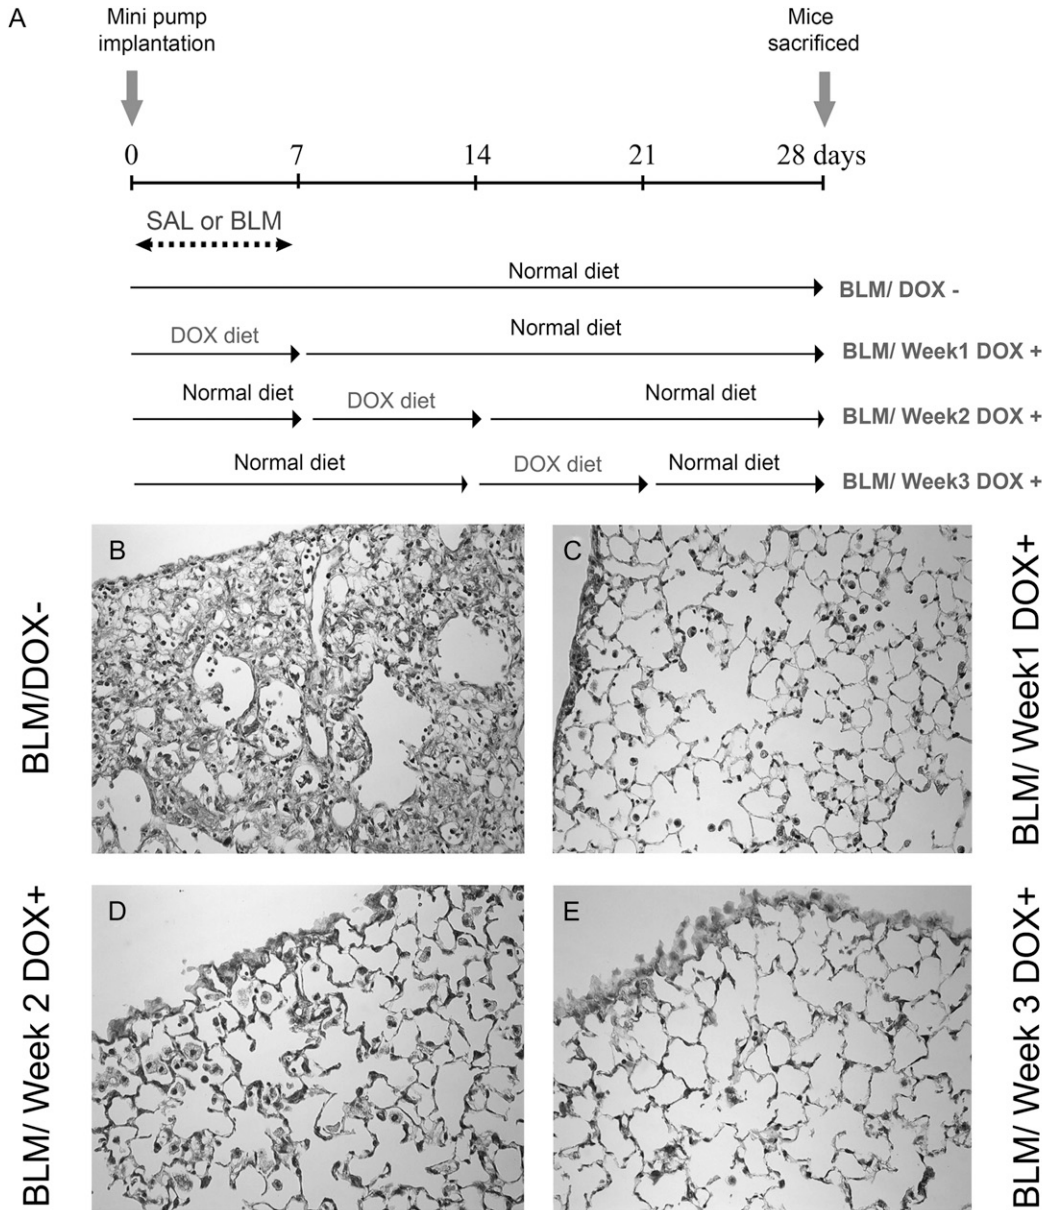 A
Mini pump
implantation
Mice
sacrificed
0 7 14 21 28 days
SAL or BLM
Normal diet
BLM/ DOX -
DOX diet Normal diet
BLM/ Week1 DOX +
Normal diet DOX diet Normal diet
BLM/ Week2 DOX +
Normal diet DOX diet Normal diet
BLM/ Week3 DOX +
BLM/DOX-
B
C
BLM/ Week1 DOX+
BLM/ Week 2 DOX+
D
E
BLM/ Week 3 DOX+